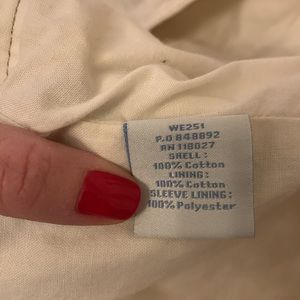 WE251
P.O 848892
RN 118027
SHELL:
100% Cotton
LINING:
100% Cotton
SLEEVE LINING:
100% Polyester